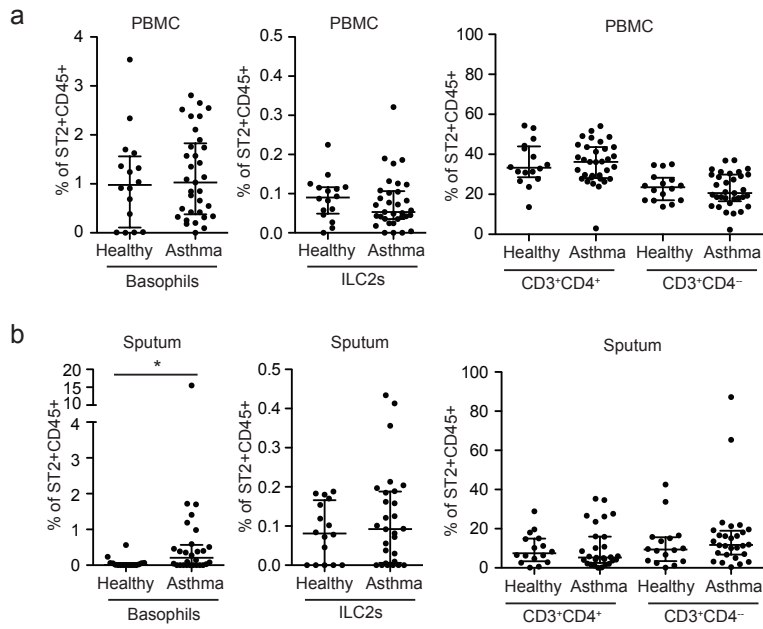 a
PBMC
% of ST2+CD45+
4
3
2
1
0
Healthy Asthma
Basophils
PBMC
% of ST2+CD45+
0.5
0.4
0.3
0.2
0.1
0.0
Healthy Asthma
ILC2s
PBMC
% of ST2+CD45+
100
80
60
40
20
0
Healthy Asthma Healthy Asthma
CD3⁺CD4⁺ CD3⁺CD4⁻
b
Sputum
*
% of ST2+CD45+
20
15
10
4
3
2
1
0
Healthy Asthma
Basophils
Sputum
% of ST2+CD45+
0.5
0.4
0.3
0.2
0.1
0.0
Healthy Asthma
ILC2s
Sputum
% of ST2+CD45+
100
80
60
40
20
0
Healthy Asthma Healthy Asthma
CD3⁺CD4⁺ CD3⁺CD4⁻